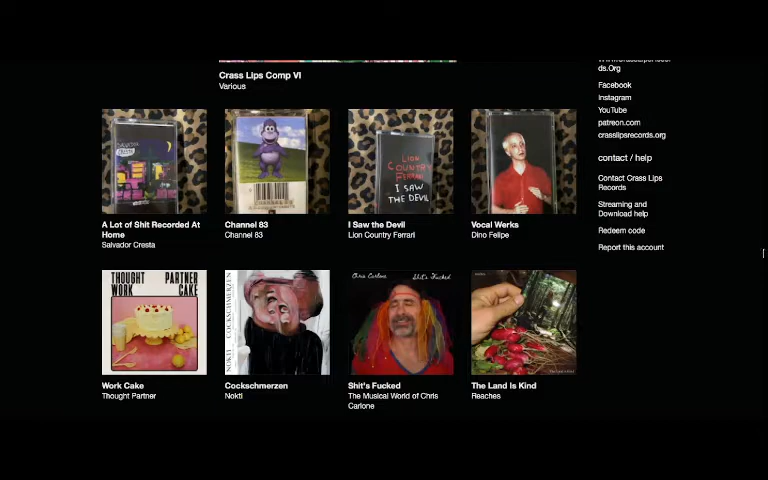 Crass Lips Comp VI
Various
ds.Org
Facebook
Instagram
YouTube
patreon.com
crasslipsrecords.org
contact / help
Contact Crass Lips
Records
Streaming and
Download help
Redeem code
Report this account
LION
COUNTRY
FERRARI
I SAW
THE DEVIL
A Lot of Shit Recorded At
Home
Salvador Cresta
Channel 83
Channel 83
I Saw the Devil
Lion Country Ferrari
Vocal Werks
Dino Felipe
THOUGHT PARTNER
WORK CAKE
NOKTI COCKSCHMERZEN
Chris Carlone Shit's Fucked
Work Cake
Thought Partner
Cockschmerzen
Nokti
Shit's Fucked
The Musical World of Chris
Carlone
The Land Is Kind
Reaches